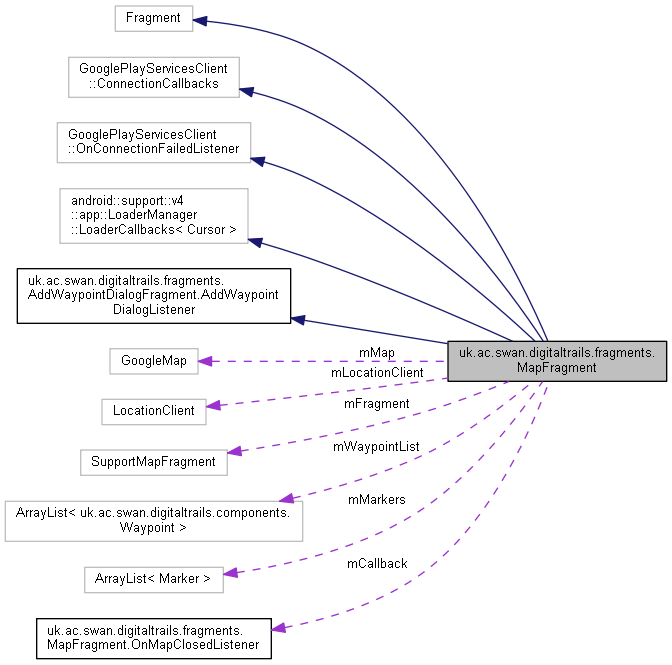 Fragment
GooglePlayServicesClient
::ConnectionCallbacks
GooglePlayServicesClient
::OnConnectionFailedListener
android::support::v4
::app::LoaderManager
::LoaderCallbacks< Cursor >
uk.ac.swan.digitaltrails.fragments.
AddWaypointDialogFragment.AddWaypoint
DialogListener
uk.ac.swan.digitaltrails.fragments.
MapFragment
mMap
GoogleMap
mLocationClient
LocationClient
mFragment
SupportMapFragment
mWaypointList
ArrayList< uk.ac.swan.digitaltrails.components.
Waypoint >
mMarkers
ArrayList< Marker >
mCallback
uk.ac.swan.digitaltrails.fragments.
MapFragment.OnMapClosedListener